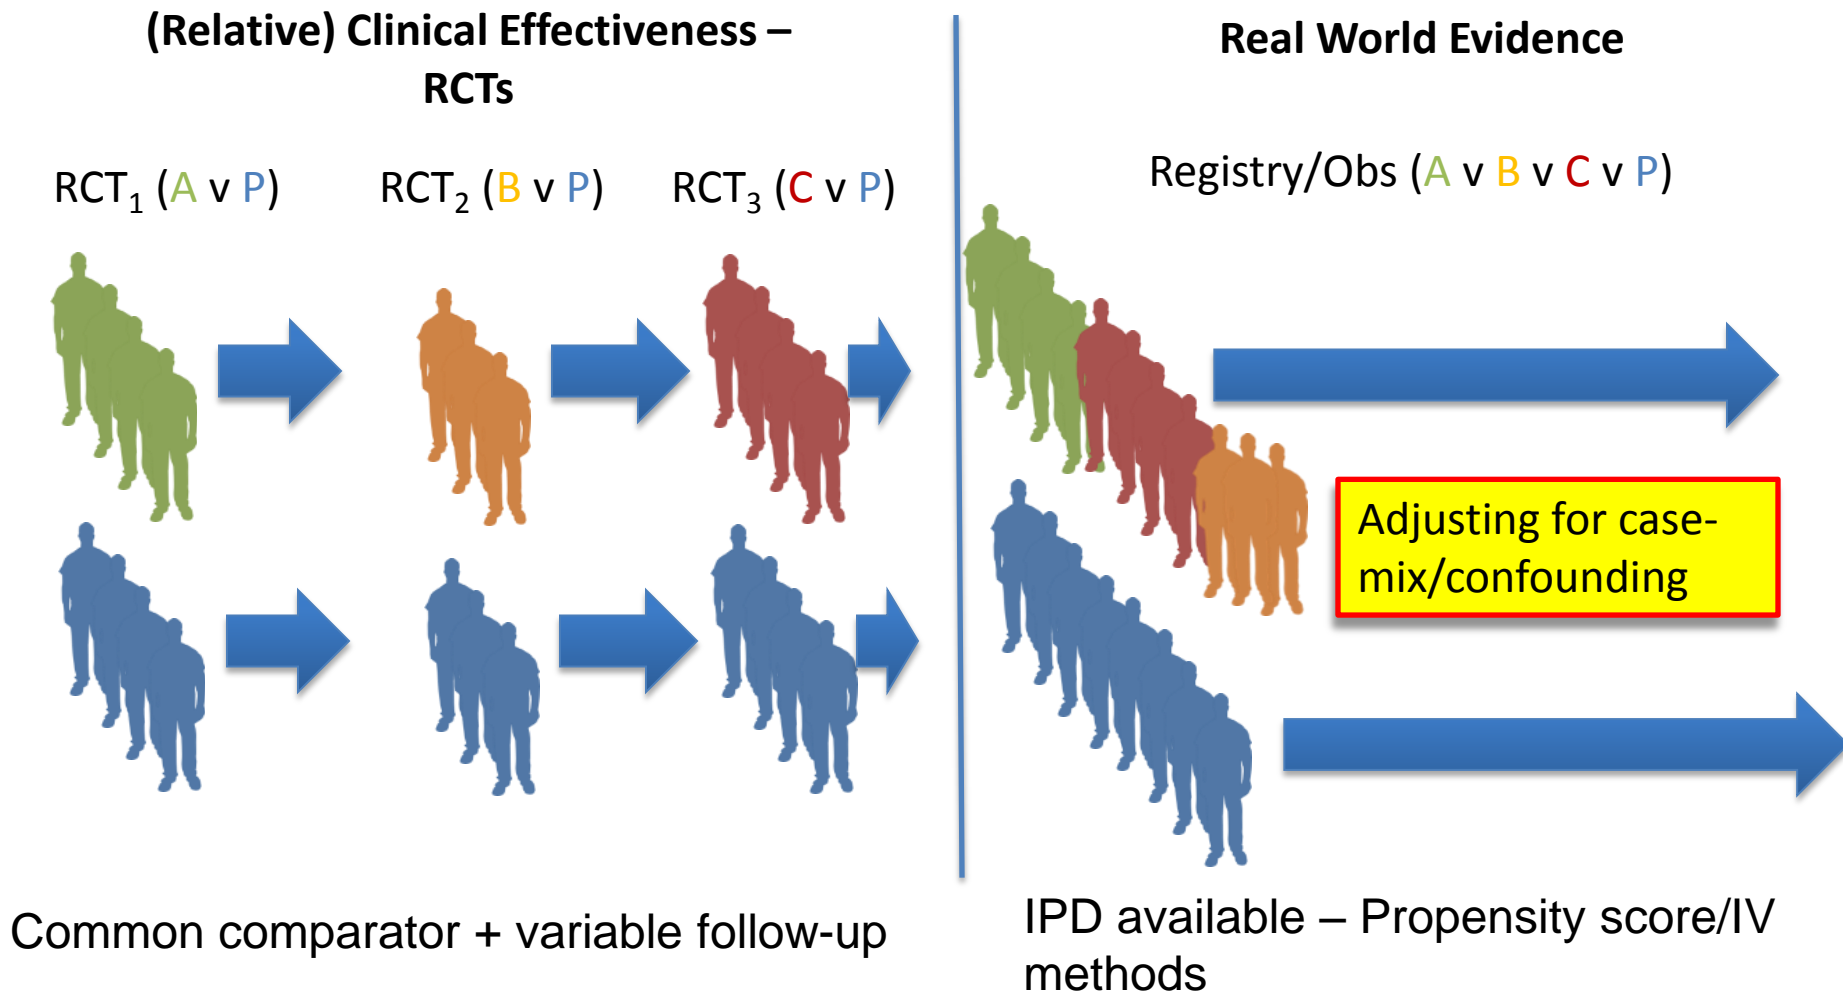 (Relative) Clinical Effectiveness –
RCTs
RCT₁ (A v P)
RCT₂ (B v P)
RCT₃ (C v P)
Common comparator + variable follow-up
Real World Evidence
Registry/Obs (A v B v C v P)
Adjusting for case-
mix/confounding
IPD available – Propensity score/IV
methods